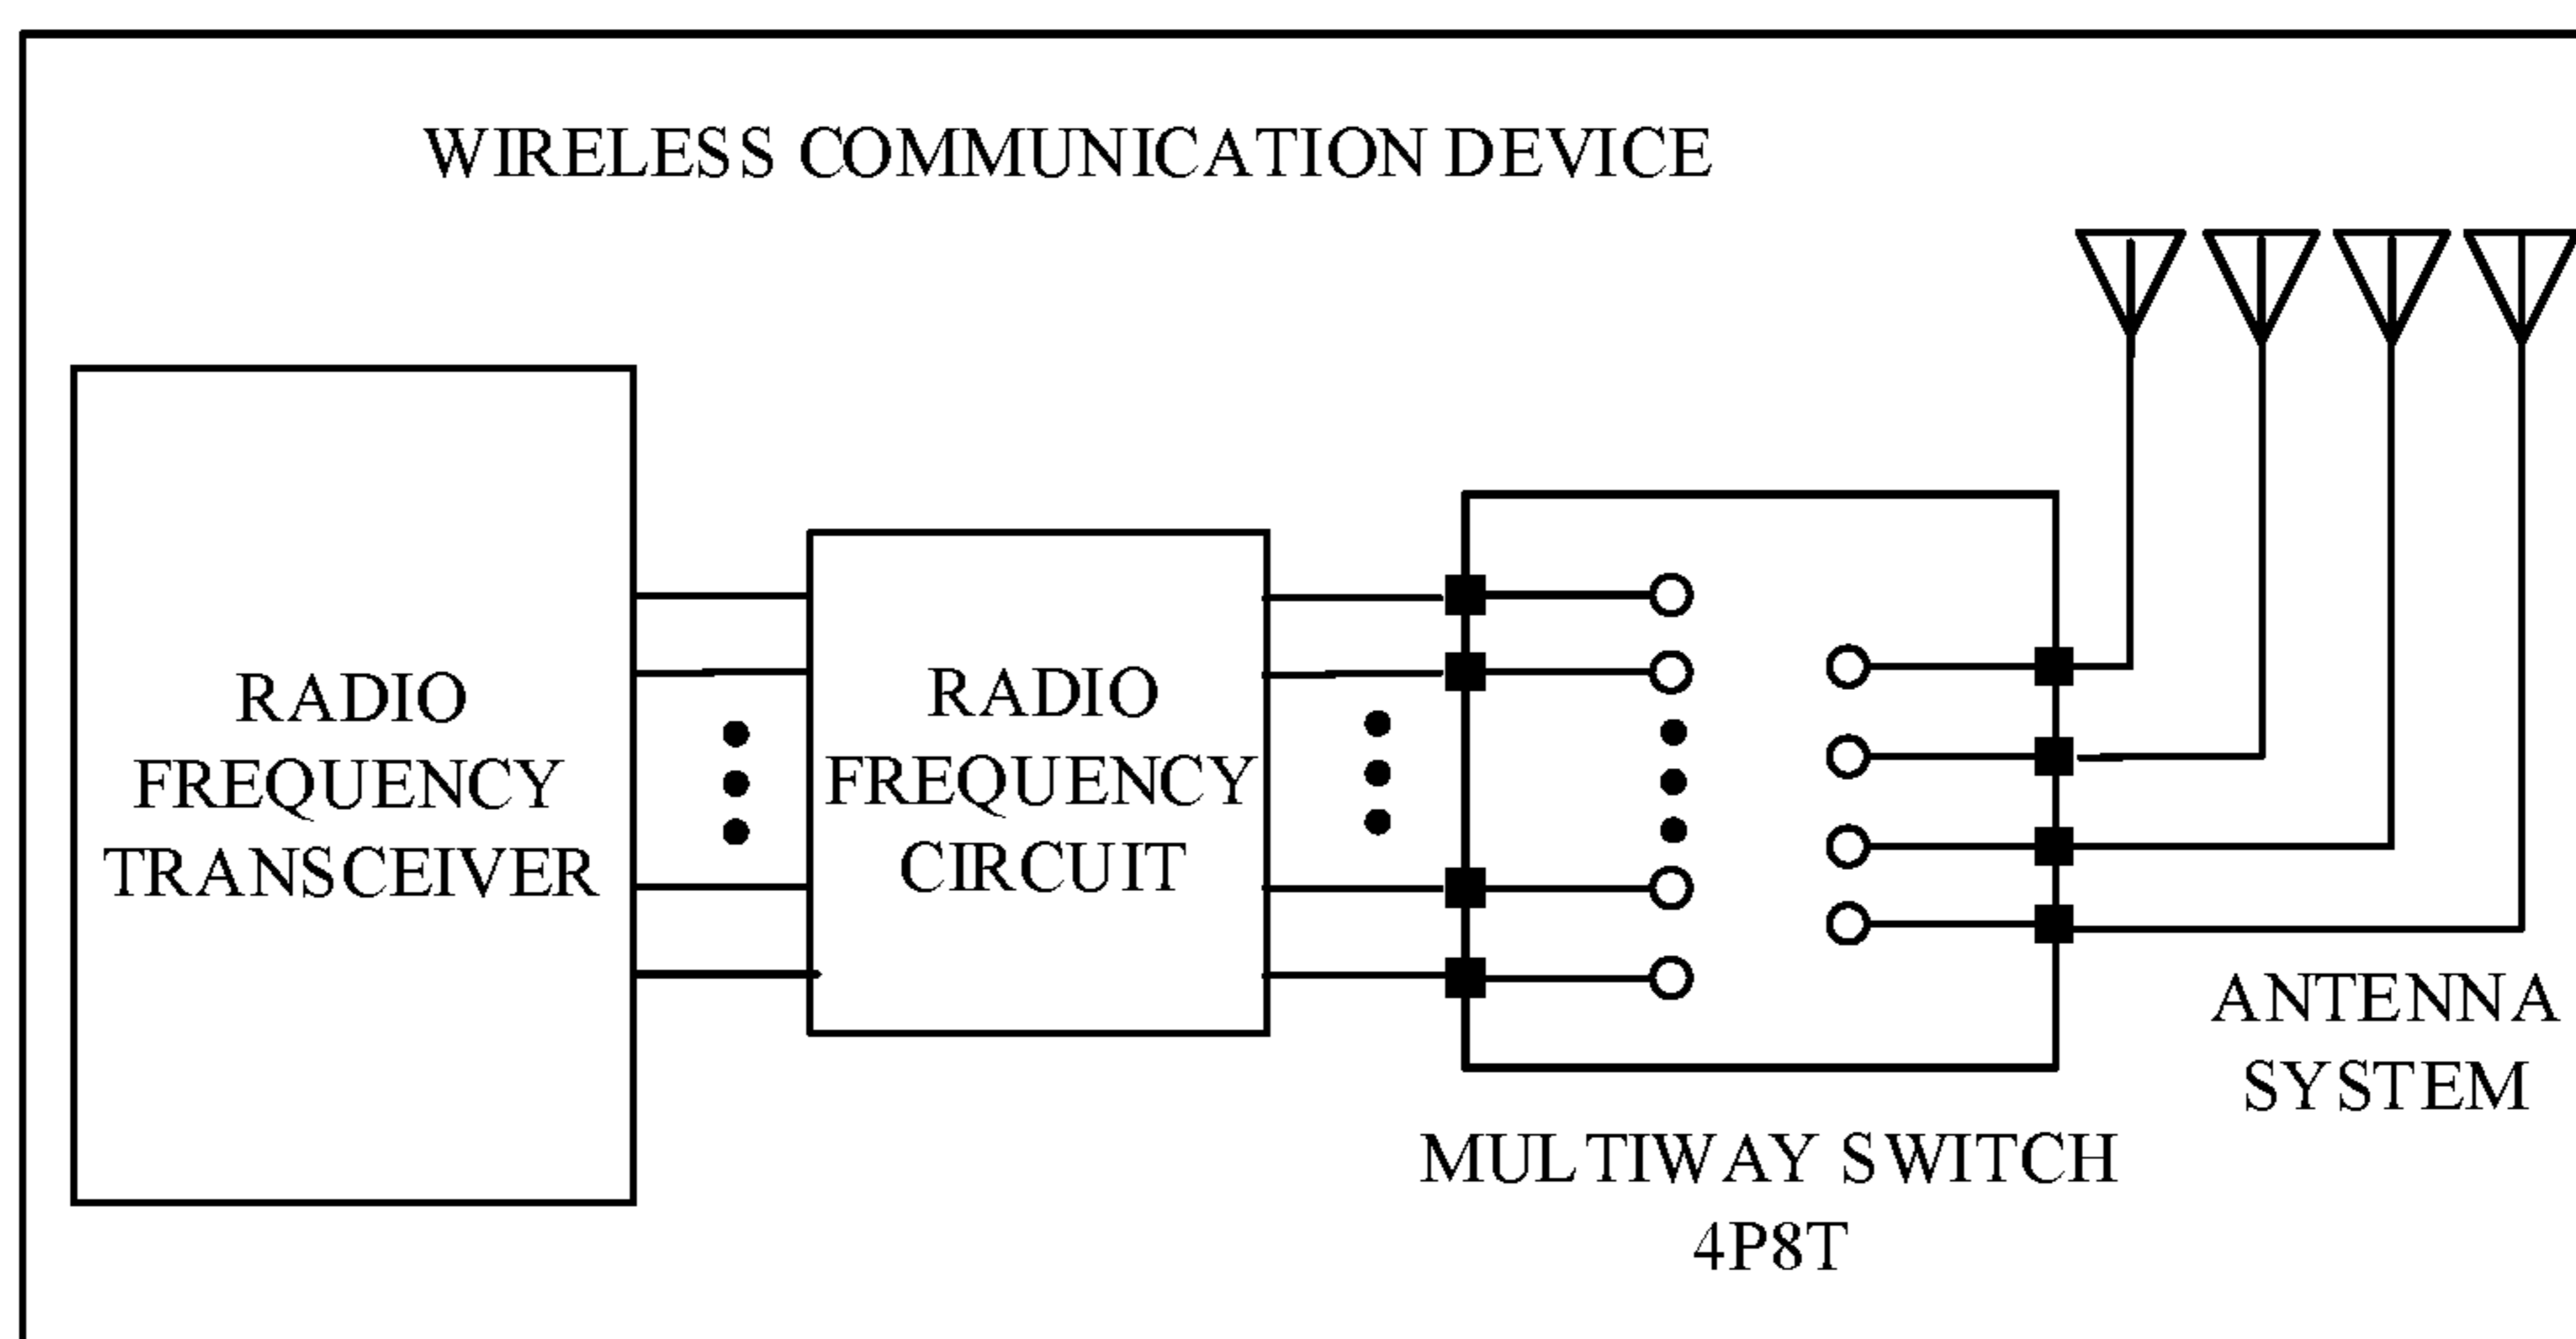 WIRELESS COMMUNICATION DEVICE
RADIO
FREQUENCY
TRANSCEIVER
RADIO
FREQUENCY
CIRCUIT
MULTIWAY SWITCH
4P8T
ANTENNA
SYSTEM